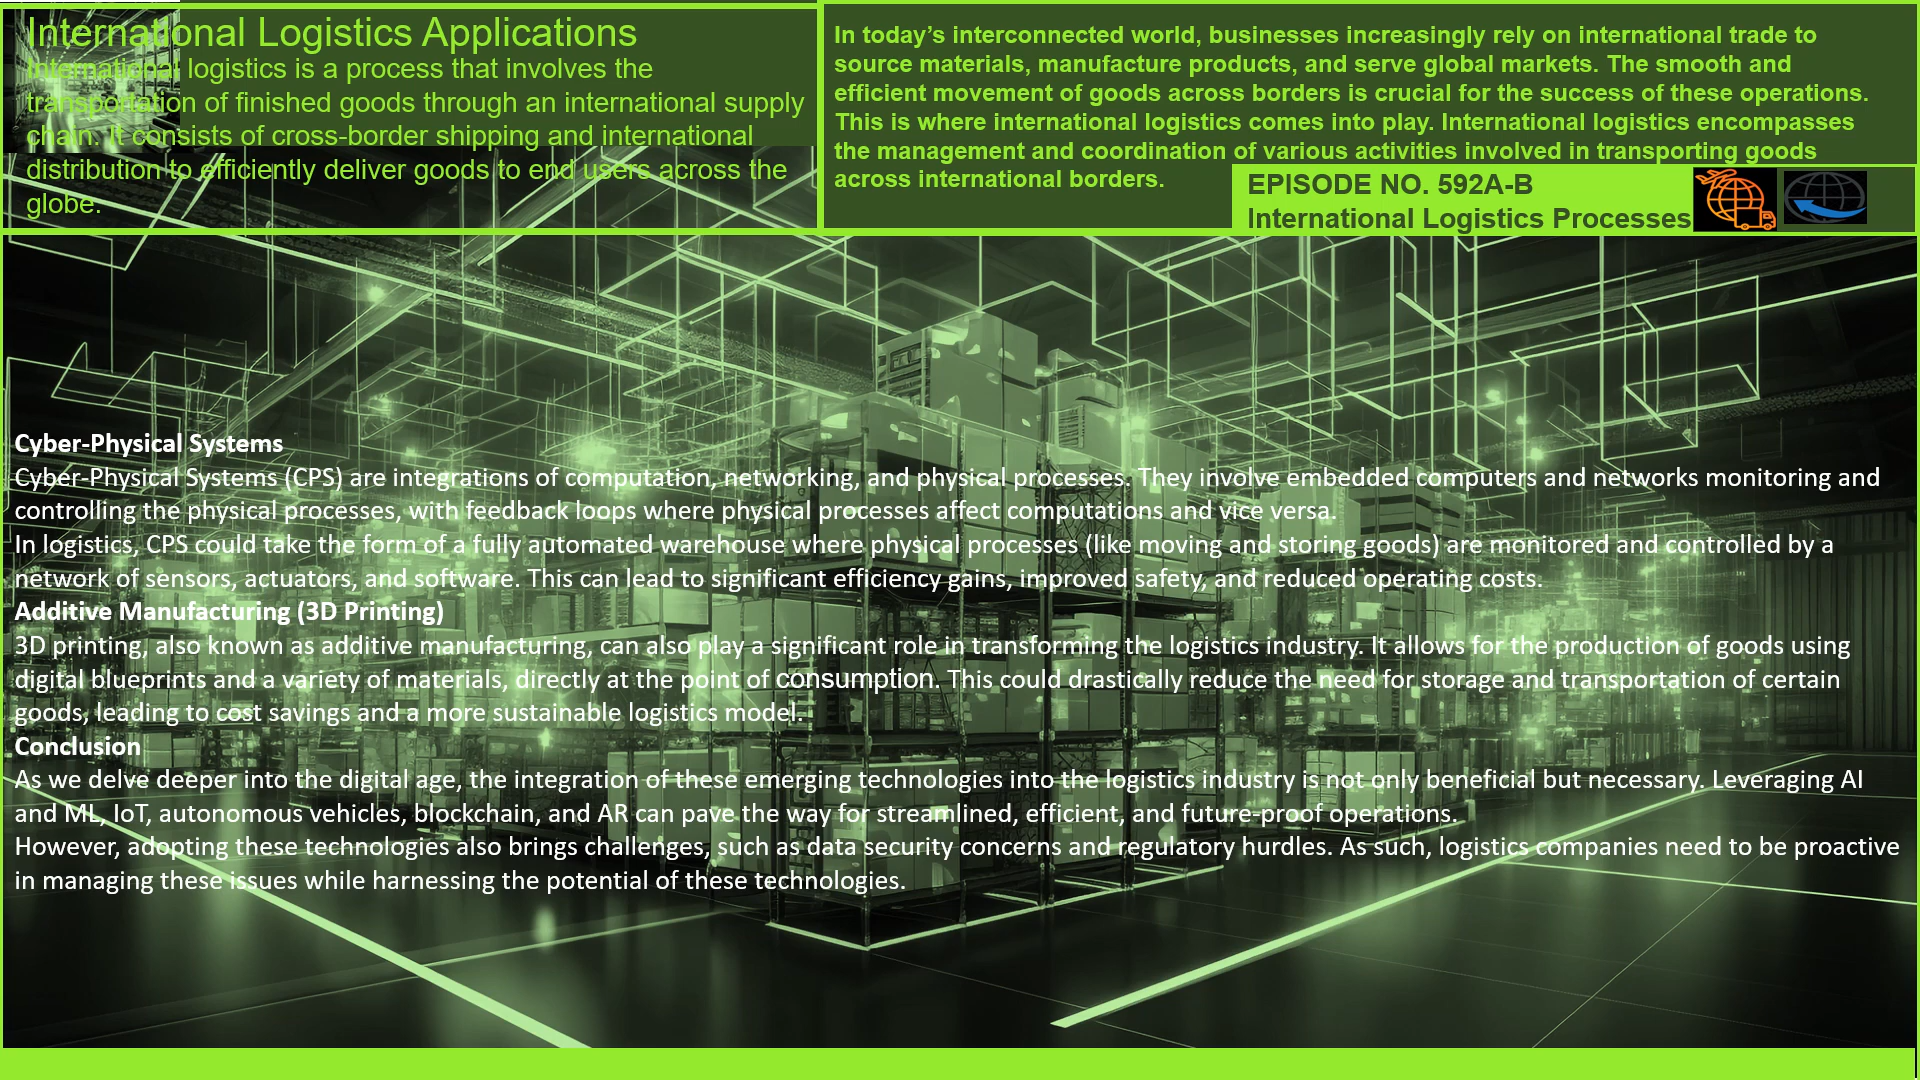 International Logistics Applications
International logistics is a process that involves the
transportation of finished goods through an international supply
chain. It consists of cross-border shipping and international
distribution to efficiently deliver goods to end users across the
globe.
In today’s interconnected world, businesses increasingly rely on international trade to
source materials, manufacture products, and serve global markets. The smooth and
efficient movement of goods across borders is crucial for the success of these operations.
This is where international logistics comes into play. International logistics encompasses
the management and coordination of various activities involved in transporting goods
across international borders.
EPISODE NO. 592A-B
International Logistics Processes
Cyber-Physical Systems
Cyber-Physical Systems (CPS) are integrations of computation, networking, and physical processes. They involve embedded computers and networks monitoring and
controlling the physical processes, with feedback loops where physical processes affect computations and vice versa.
In logistics, CPS could take the form of a fully automated warehouse where physical processes (like moving and storing goods) are monitored and controlled by a
network of sensors, actuators, and software. This can lead to significant efficiency gains, improved safety, and reduced operating costs.
Additive Manufacturing (3D Printing)
3D printing, also known as additive manufacturing, can also play a significant role in transforming the logistics industry. It allows for the production of goods using
digital blueprints and a variety of materials, directly at the point of consumption. This could drastically reduce the need for storage and transportation of certain
goods, leading to cost savings and a more sustainable logistics model.
Conclusion
As we delve deeper into the digital age, the integration of these emerging technologies into the logistics industry is not only beneficial but necessary. Leveraging AI
and ML, IoT, autonomous vehicles, blockchain, and AR can pave the way for streamlined, efficient, and future-proof operations.
However, adopting these technologies also brings challenges, such as data security concerns and regulatory hurdles. As such, logistics companies need to be proactive
in managing these issues while harnessing the potential of these technologies.